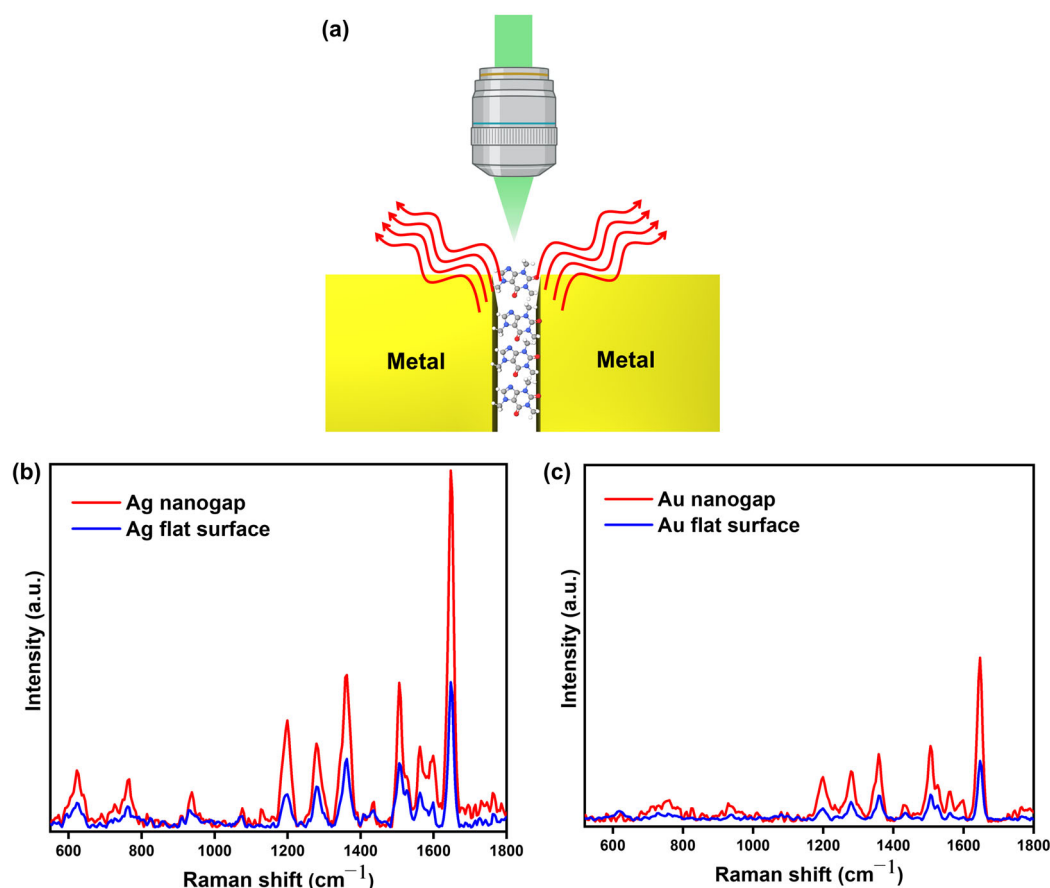 (a)
Metal
Metal
(b)
Ag nanogap
Ag flat surface
Intensity (a.u.)
600 800 1000 1200 1400 1600 1800
Raman shift (cm⁻¹)
(c)
Au nanogap
Au flat surface
Intensity (a.u.)
600 800 1000 1200 1400 1600 1800
Raman shift (cm⁻¹)